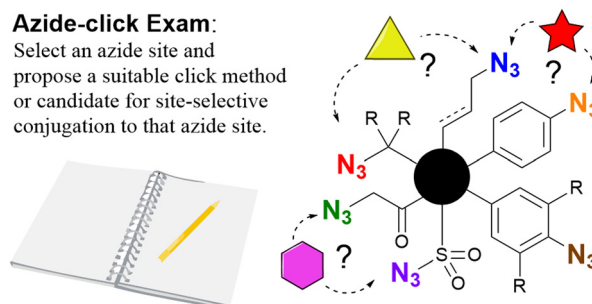 Azide-click Exam:
Select an azide site and
propose a suitable click method
or candidate for site-selective
conjugation to that azide site.
N3
?
?
N3
R R
N3
N3
O
R
?
S O
O
N3
N3
R